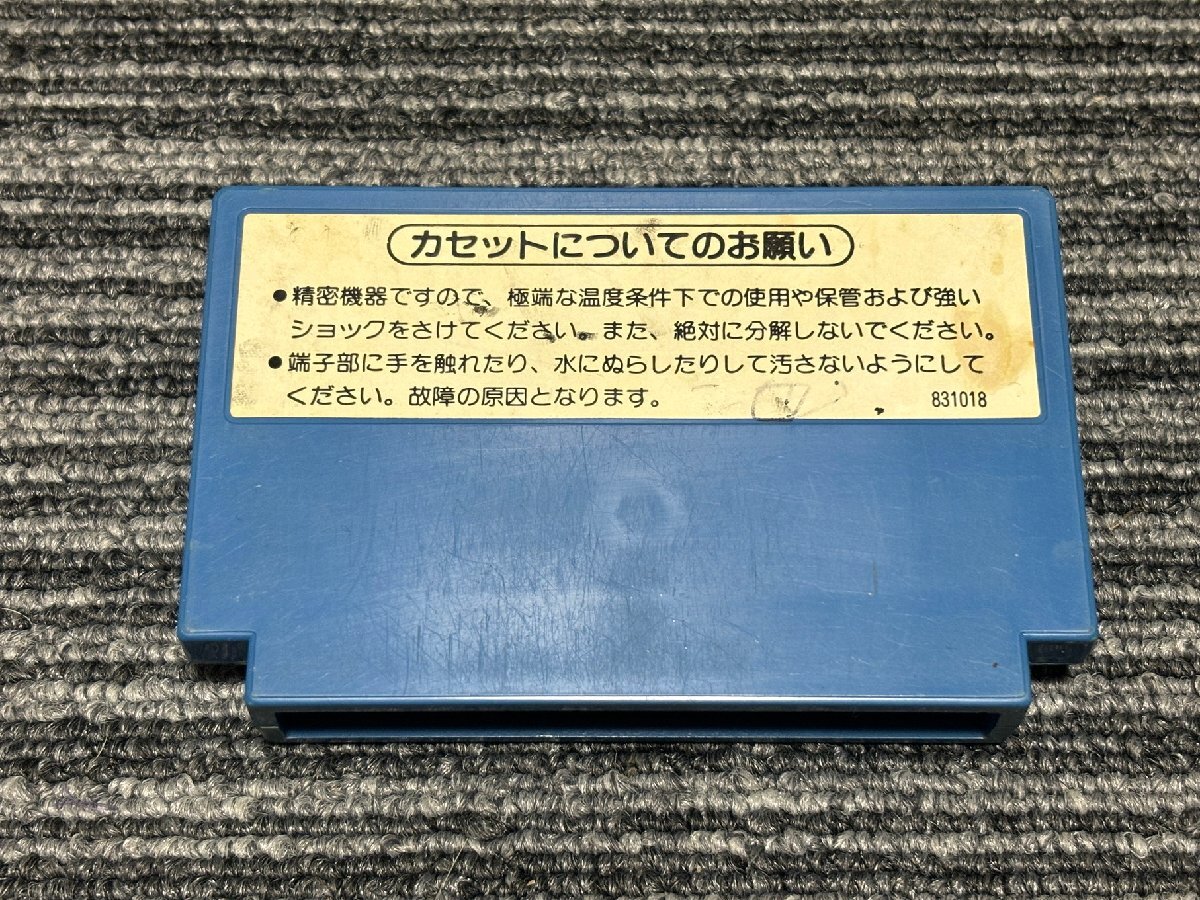 カセットについてのお願い
●精密機器ですので、極端な温度条件下での使用や保管および強い
ショックをさけてください。また、絶対に分解しないでください。
●端子部に手を触れたり、水にぬらしたりして汚さないようにして
ください。故障の原因となります。
831018